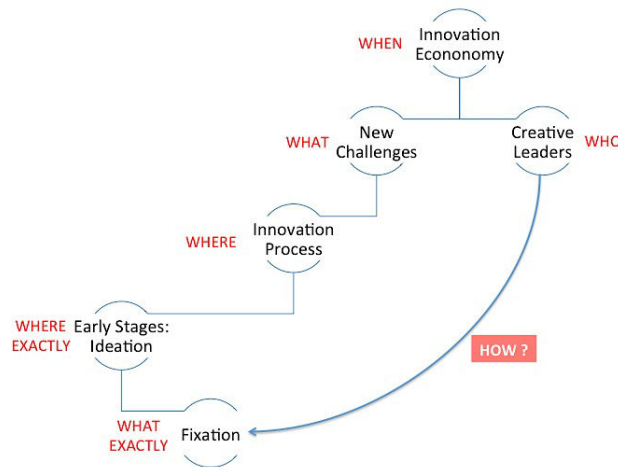 Innovation
WHEN
Econonomy
New
Challenges
WHAT
Creative
Leaders
WHO
Innovation
Process
WHERE
WHERE
EXACTLY
Early Stages:
Ideation
HOW ?
WHAT
EXACTLY
Fixation